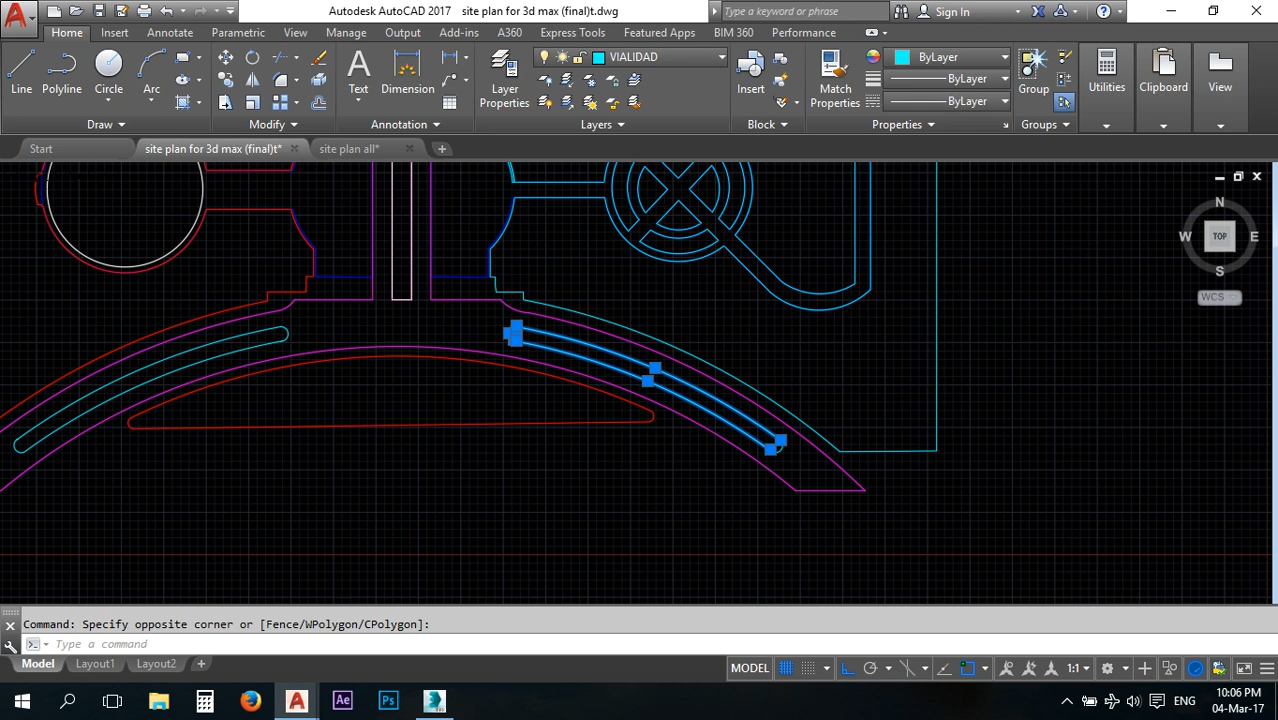 Autodesk AutoCAD 2017 site plan for 3d max (final)t.dwg
Type a keyword or phrase
Sign In
Home Insert Annotate Parametric View Manage Output Add-ins A360 Express Tools Featured Apps BIM 360 Performance
Line Polyline Circle Arc
Text Dimension
Layer Properties
VIALIDAD
Insert
Match Properties
ByLayer
ByLayer
ByLayer
Group
Utilities
Clipboard
View
Draw Modify Annotation Layers Block Properties Groups
Start site plan for 3d max (final)t* site plan all*
N
W TOP E
S
WCS
Command: Specify opposite corner or [Fence/WPolygon/CPolygon]:
Type a command
Model Layout1 Layout2
MODEL 1:1
Ae Ps
ENG
10:06 PM
04-Mar-17